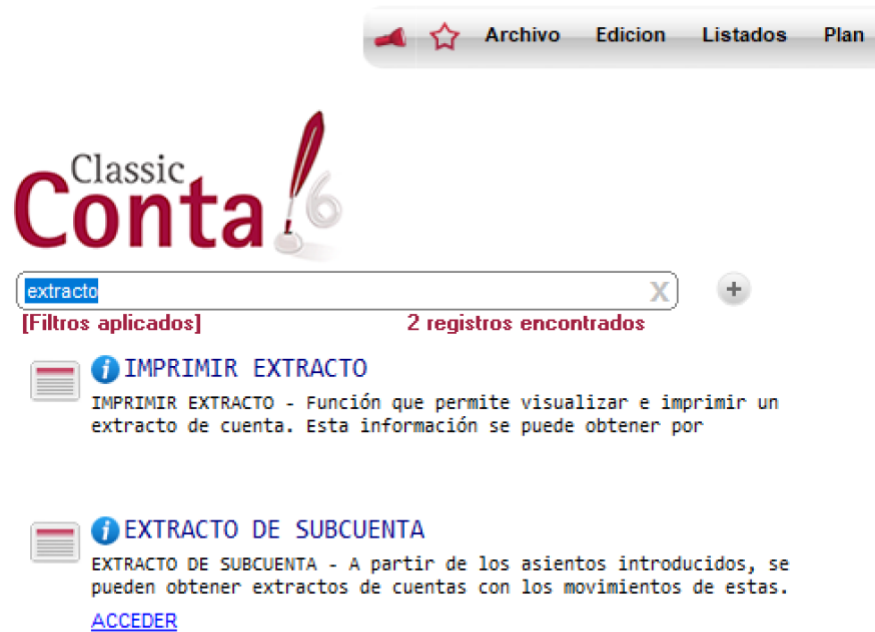 Archivo Edicion Listados Plan
Classic
Conta 6
extracto X +
[Filtros aplicados] 2 registros encontrados
i IMPRIMIR EXTRACTO
IMPRIMIR EXTRACTO - Función que permite visualizar e imprimir un
extracto de cuenta. Esta información se puede obtener por
i EXTRACTO DE SUBCUENTA
EXTRACTO DE SUBCUENTA - A partir de los asientos introducidos, se
pueden obtener extractos de cuentas con los movimientos de estas.
ACCEDER